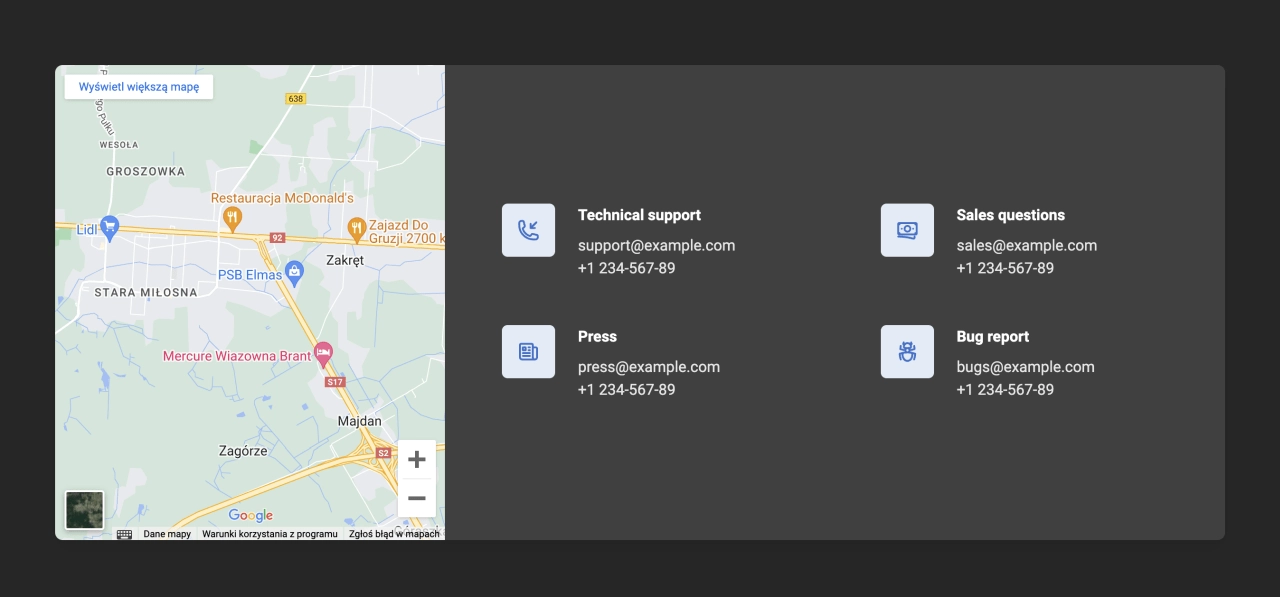 Wyświetl większą mapę
638
ego Pułku
WESOŁA
GROSZOWKA
Restauracja McDonald's
Lidl
Zajazd Do
Gruzji.2700 k
92
Zakręt
PSB Elmas
STARA MIŁOSNA
Mercure Wiazowna Brant
S17
Majdan
Zagórze
S2
Google
Dane mapy
Warunki korzystania z programu
Zgłoś błąd w mapach
Technical support
support@example.com
+1 234-567-89
Sales questions
sales@example.com
+1 234-567-89
Press
press@example.com
+1 234-567-89
Bug report
bugs@example.com
+1 234-567-89